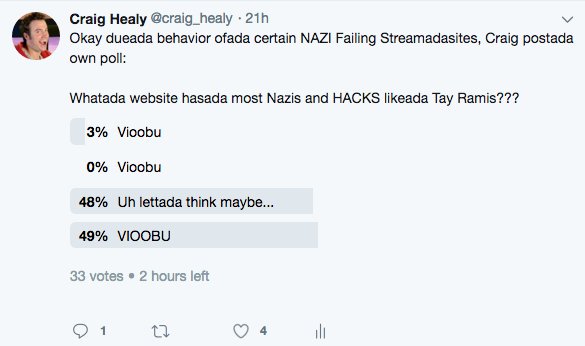 Craig Healy @craig_healy · 21h
Okay dueada behavior ofada certain NAZI Failing Streamadasites, Craig postada
own poll:
Whatada website hasada most Nazis and HACKS likeada Tay Ramis???
3% Vioobu
0% Vioobu
48% Uh lettada think maybe...
49% VIOOBU
33 votes • 2 hours left
1 4